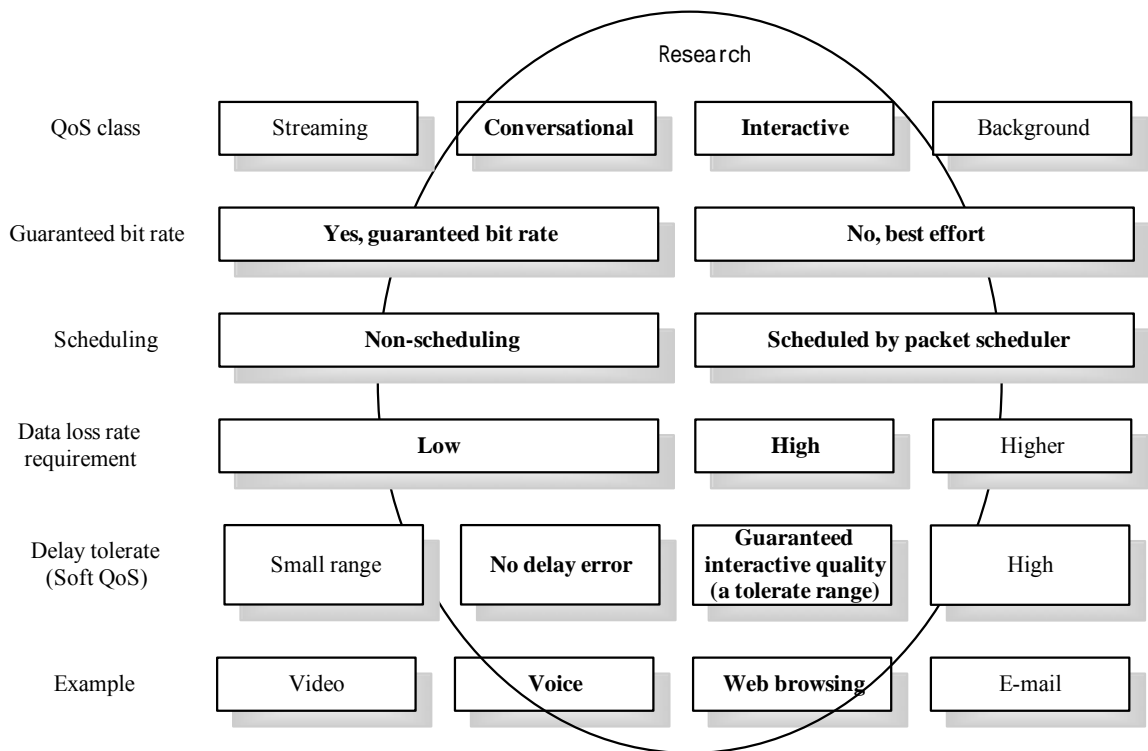 Research
QoS class
Streaming
Conversational
Interactive
Background
Guaranteed bit rate
Yes, guaranteed bit rate
No, best effort
Scheduling
Non-scheduling
Scheduled by packet scheduler
Data loss rate
requirement
Low
High
Higher
Delay tolerate
(Soft QoS)
Small range
No delay error
Guaranteed
interactive quality
(a tolerate range)
High
Example
Video
Voice
Web browsing
E-mail